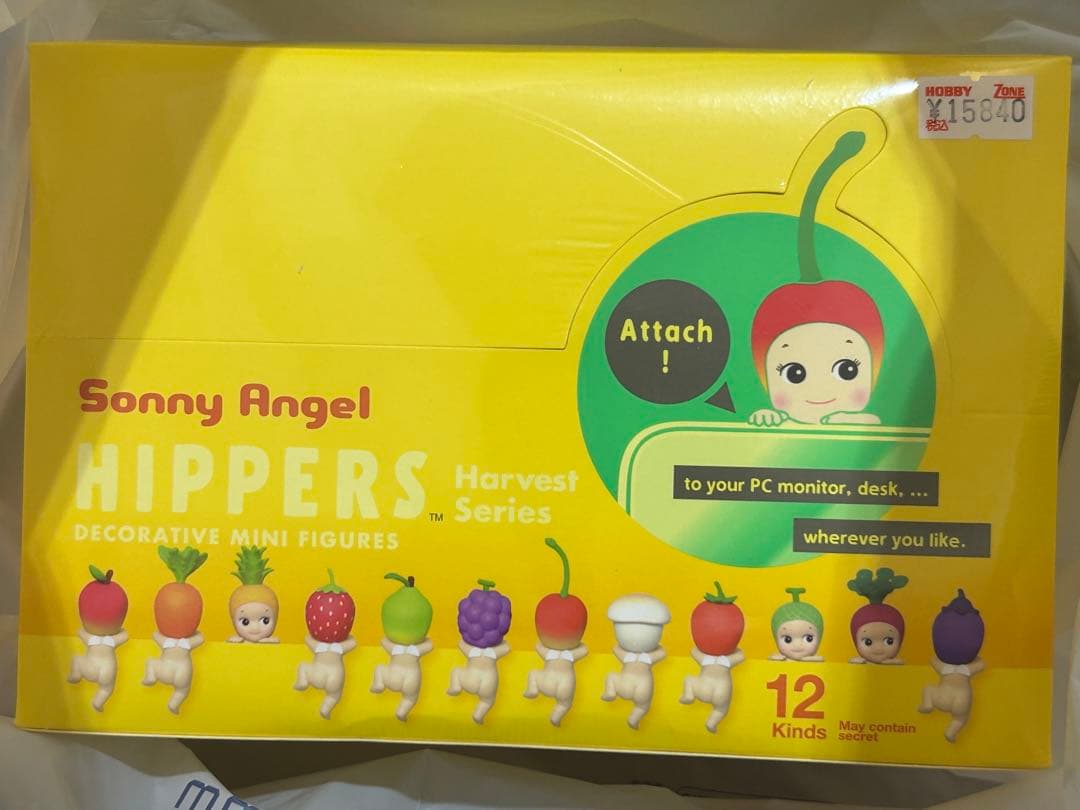 HOBBY ZONE
¥15840
税込
Attach
!
Sonny Angel
HIPPERS™
Harvest
Series
DECORATIVE MINI FIGURES
to your PC monitor, desk, ...
wherever you like.
12
Kinds
May contain
secret